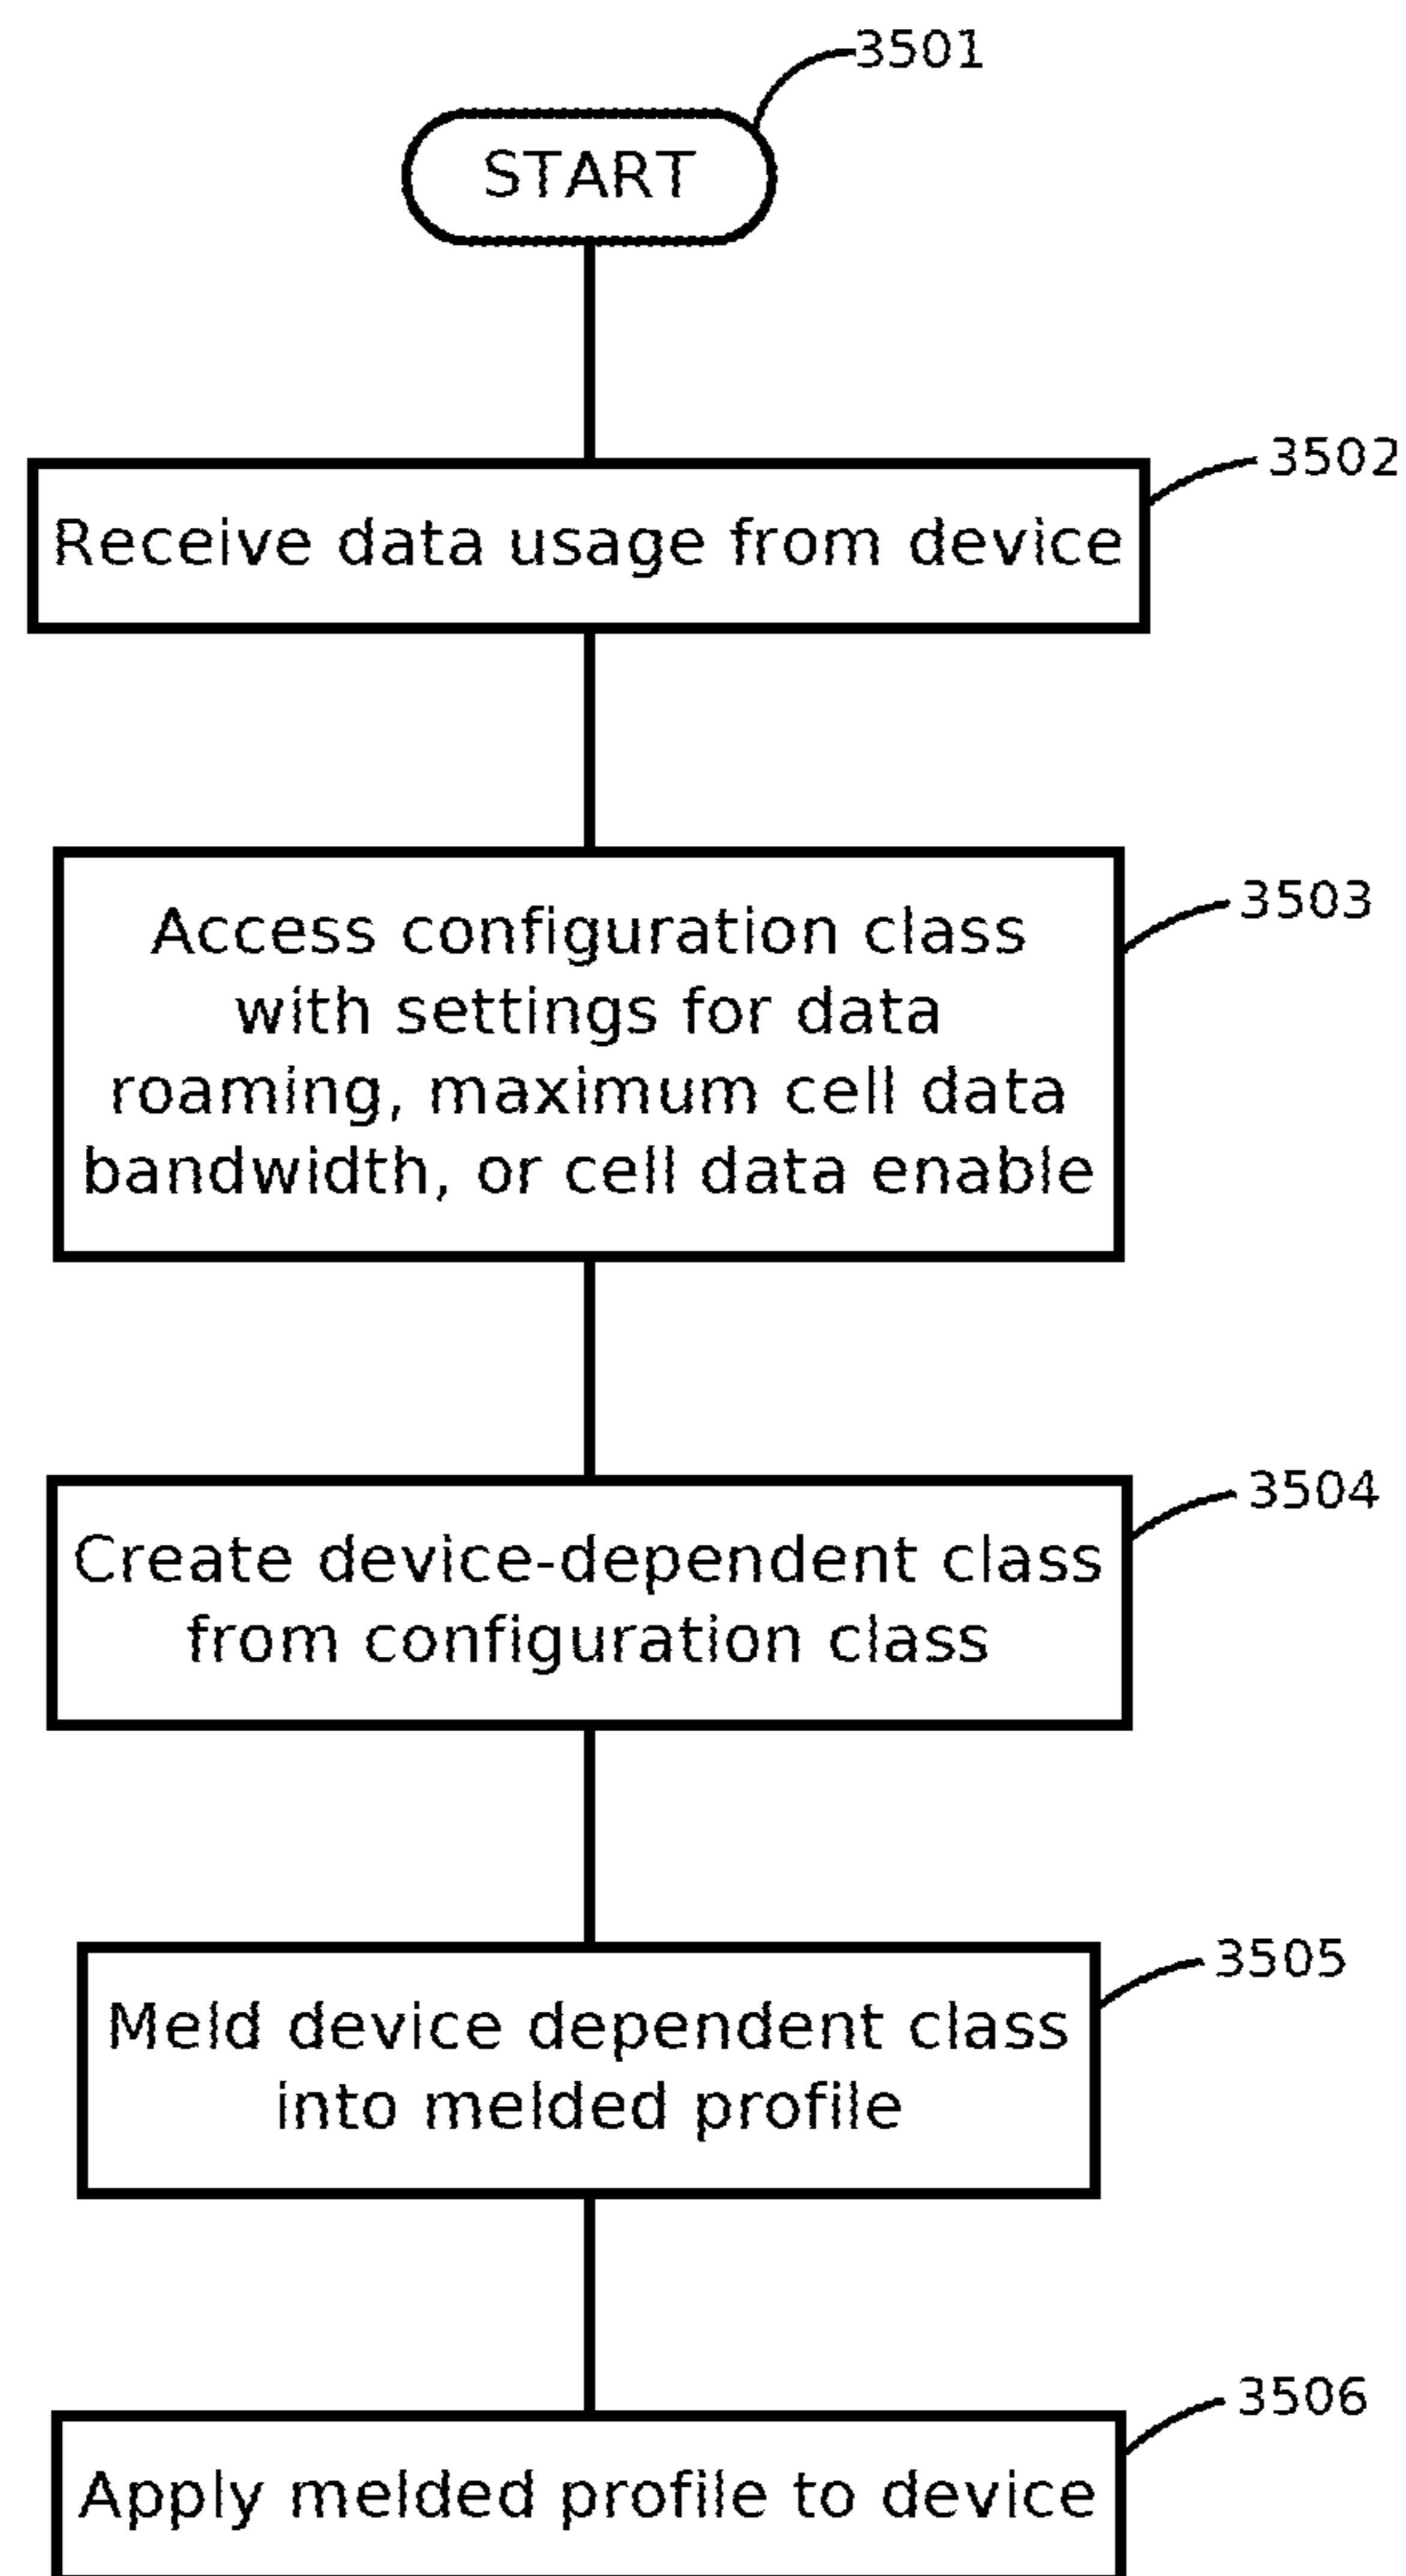 3501
START
3502
Receive data usage from device
3503
Access configuration class
with settings for data
roaming, maximum cell data
bandwidth, or cell data enable
3504
Create device-dependent class
from configuration class
3505
Meld device dependent class
into melded profile
3506
Apply melded profile to device